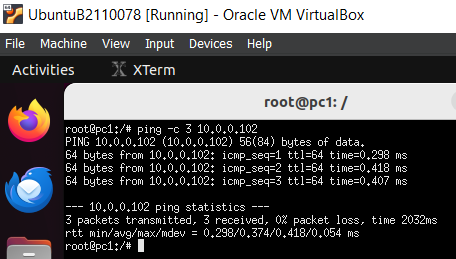 UbuntuB2110078 [Running] - Oracle VM VirtualBox
File Machine View Input Devices Help
Activities XTerm
root@pc1: /
root@pc1:/# ping -c 3 10.0.0.102
PING 10.0.0.102 (10.0.0.102) 56(84) bytes of data.
64 bytes from 10.0.0.102: icmp_seq=1 ttl=64 time=0.298 ms
64 bytes from 10.0.0.102: icmp_seq=2 ttl=64 time=0.418 ms
64 bytes from 10.0.0.102: icmp_seq=3 ttl=64 time=0.407 ms

--- 10.0.0.102 ping statistics ---
3 packets transmitted, 3 received, 0% packet loss, time 2032ms
rtt min/avg/max/mdev = 0.298/0.374/0.418/0.054 ms
root@pc1:/#